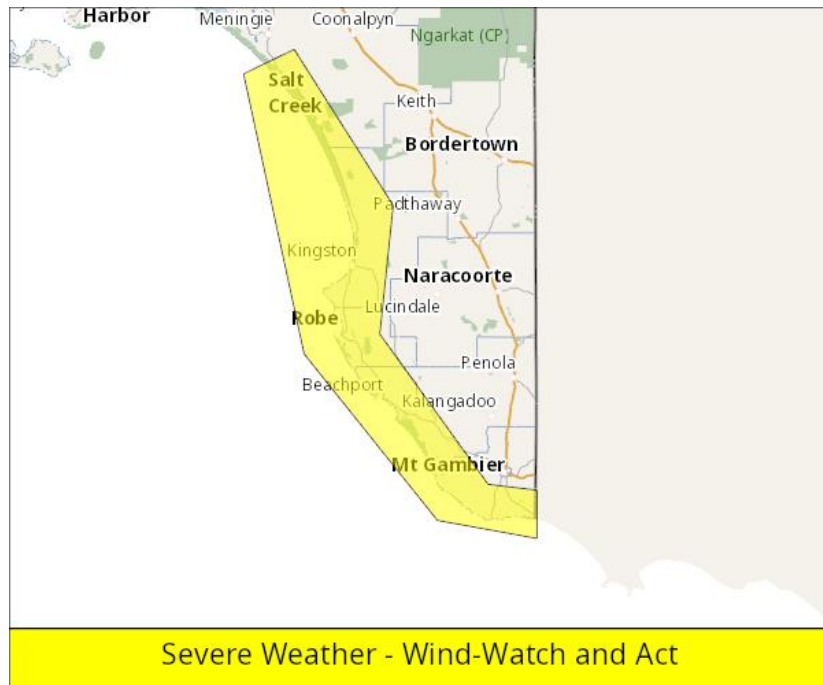 Harbor
Meningie
Coonalpyn
Ngarkat (CP)
Salt
Creek
Keith
Bordertown
Padthaway
Kingston
Naracoorte
Lucindale
Robe
Penola
Beachport
Kalangadoo
Mt Gambier
Severe Weather - Wind-Watch and Act